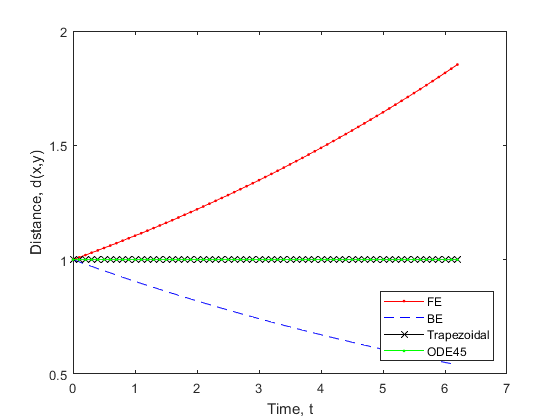 2
1.5
1
0.5
0 1 2 3 4 5 6 7
Distance, d(x,y)
Time, t
FE
BE
Trapezoidal
ODE45